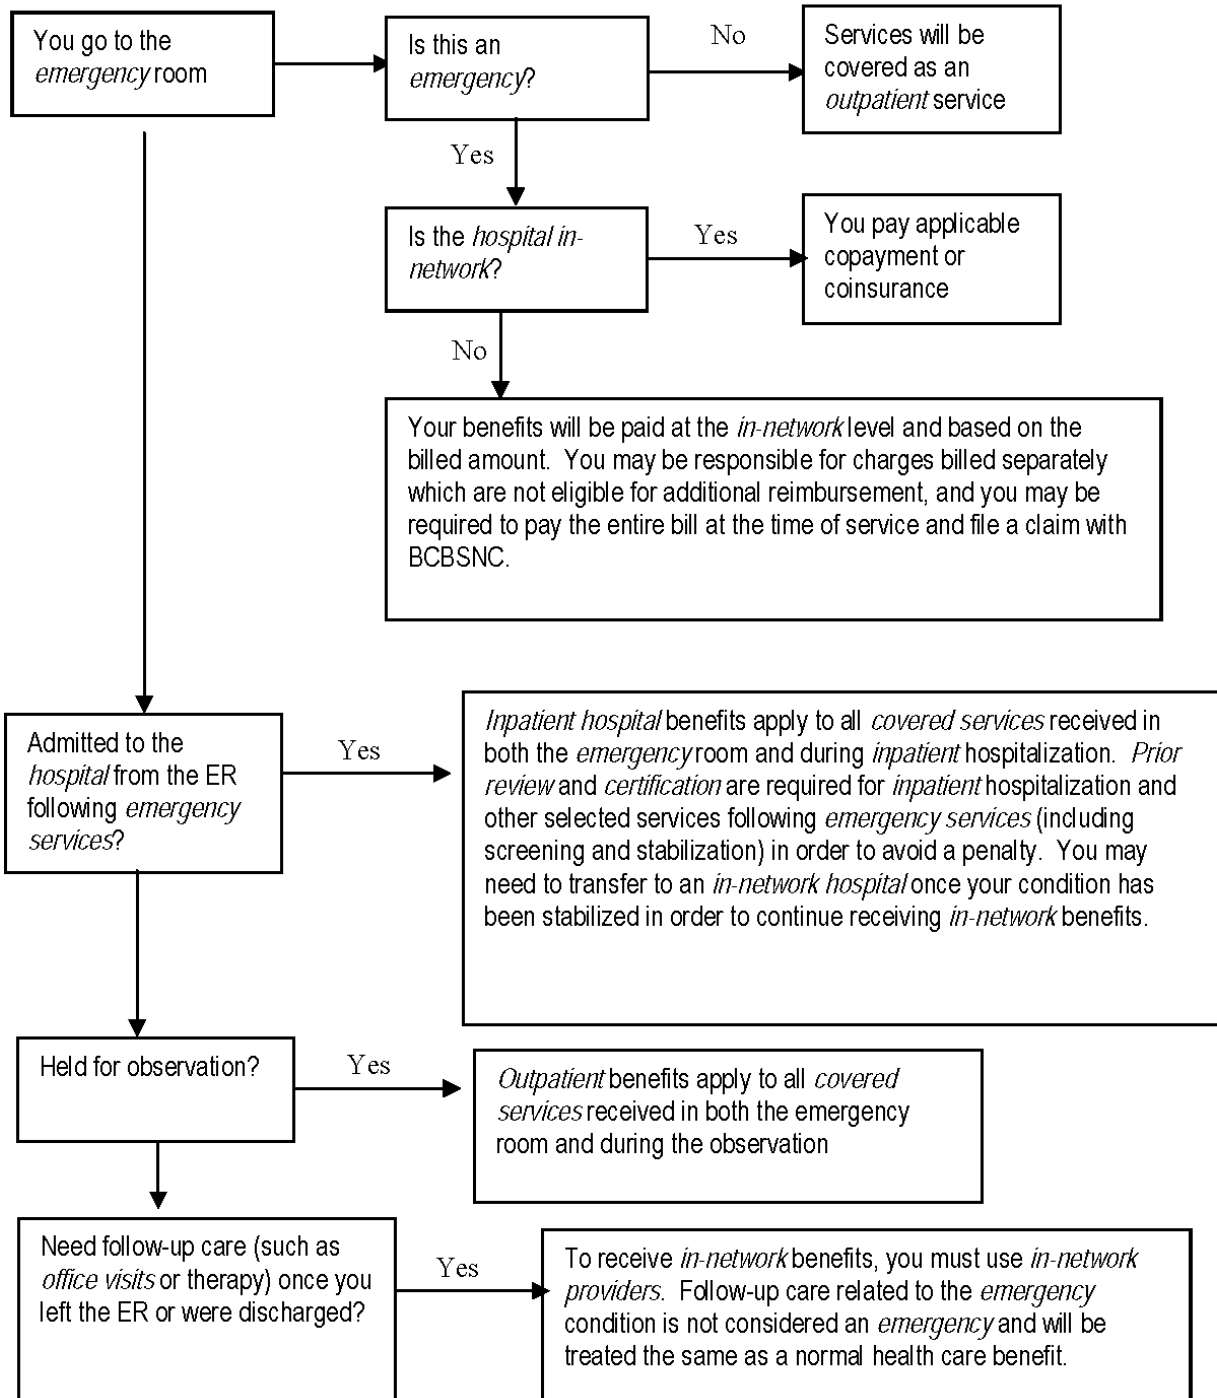 You go to the
emergency room
Is this an
emergency?
No
Services will be
covered as an
outpatient service
Yes
Is the hospital in-
network?
Yes
You pay applicable
copayment or
coinsurance
No
Your benefits will be paid at the in-network level and based on the
billed amount.  You may be responsible for charges billed separately
which are not eligible for additional reimbursement, and you may be
required to pay the entire bill at the time of service and file a claim with
BCBSNC.
Admitted to the
hospital from the ER
following emergency
services?
Yes
Inpatient hospital benefits apply to all covered services received in
both the emergency room and during inpatient hospitalization.  Prior
review and certification are required for inpatient hospitalization and
other selected services following emergency services (including
screening and stabilization) in order to avoid a penalty.  You may
need to transfer to an in-network hospital once your condition has
been stabilized in order to continue receiving in-network benefits.
Held for observation?
Yes
Outpatient benefits apply to all covered
services received in both the emergency
room and during the observation
Need follow-up care (such as
office visits or therapy) once you
left the ER or were discharged?
Yes
To receive in-network benefits, you must use in-network
providers.  Follow-up care related to the emergency
condition is not considered an emergency and will be
treated the same as a normal health care benefit.